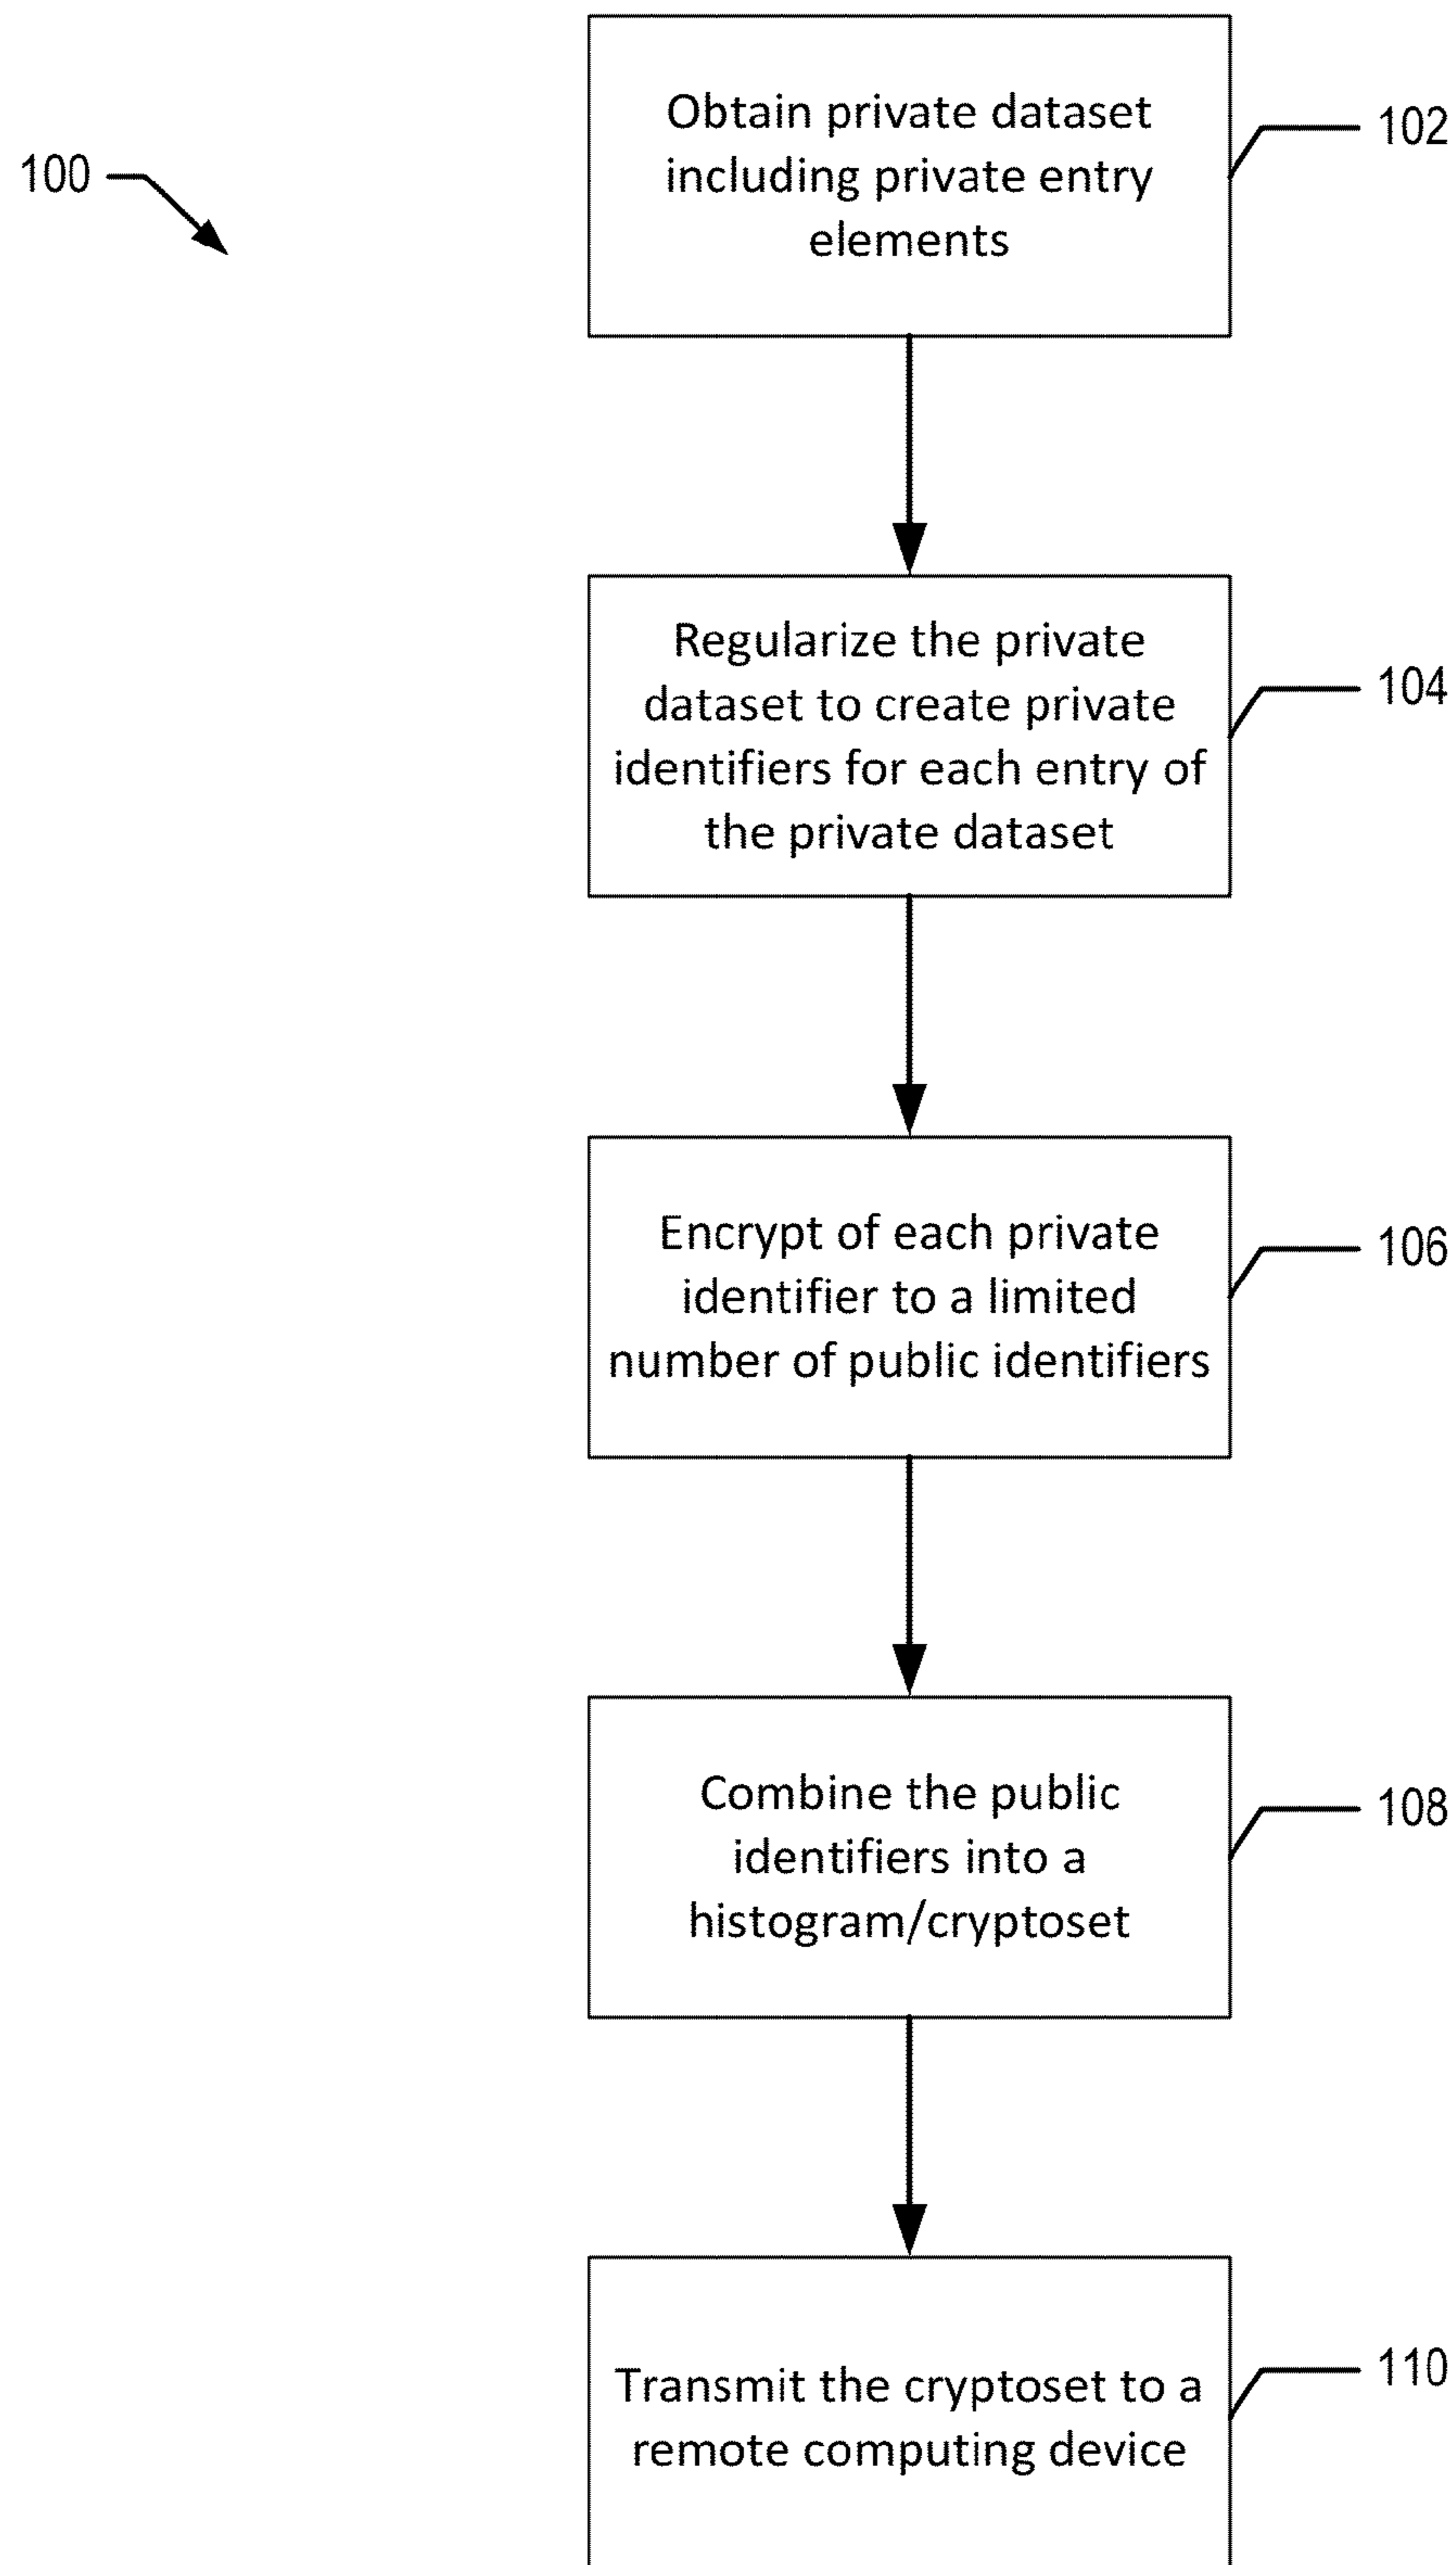 100
Obtain private dataset
including private entry
elements
102
Regularize the private
dataset to create private
identifiers for each entry of
the private dataset
104
Encrypt of each private
identifier to a limited
number of public identifiers
106
Combine the public
identifiers into a
histogram/cryptoset
108
Transmit the cryptoset to a
remote computing device
110